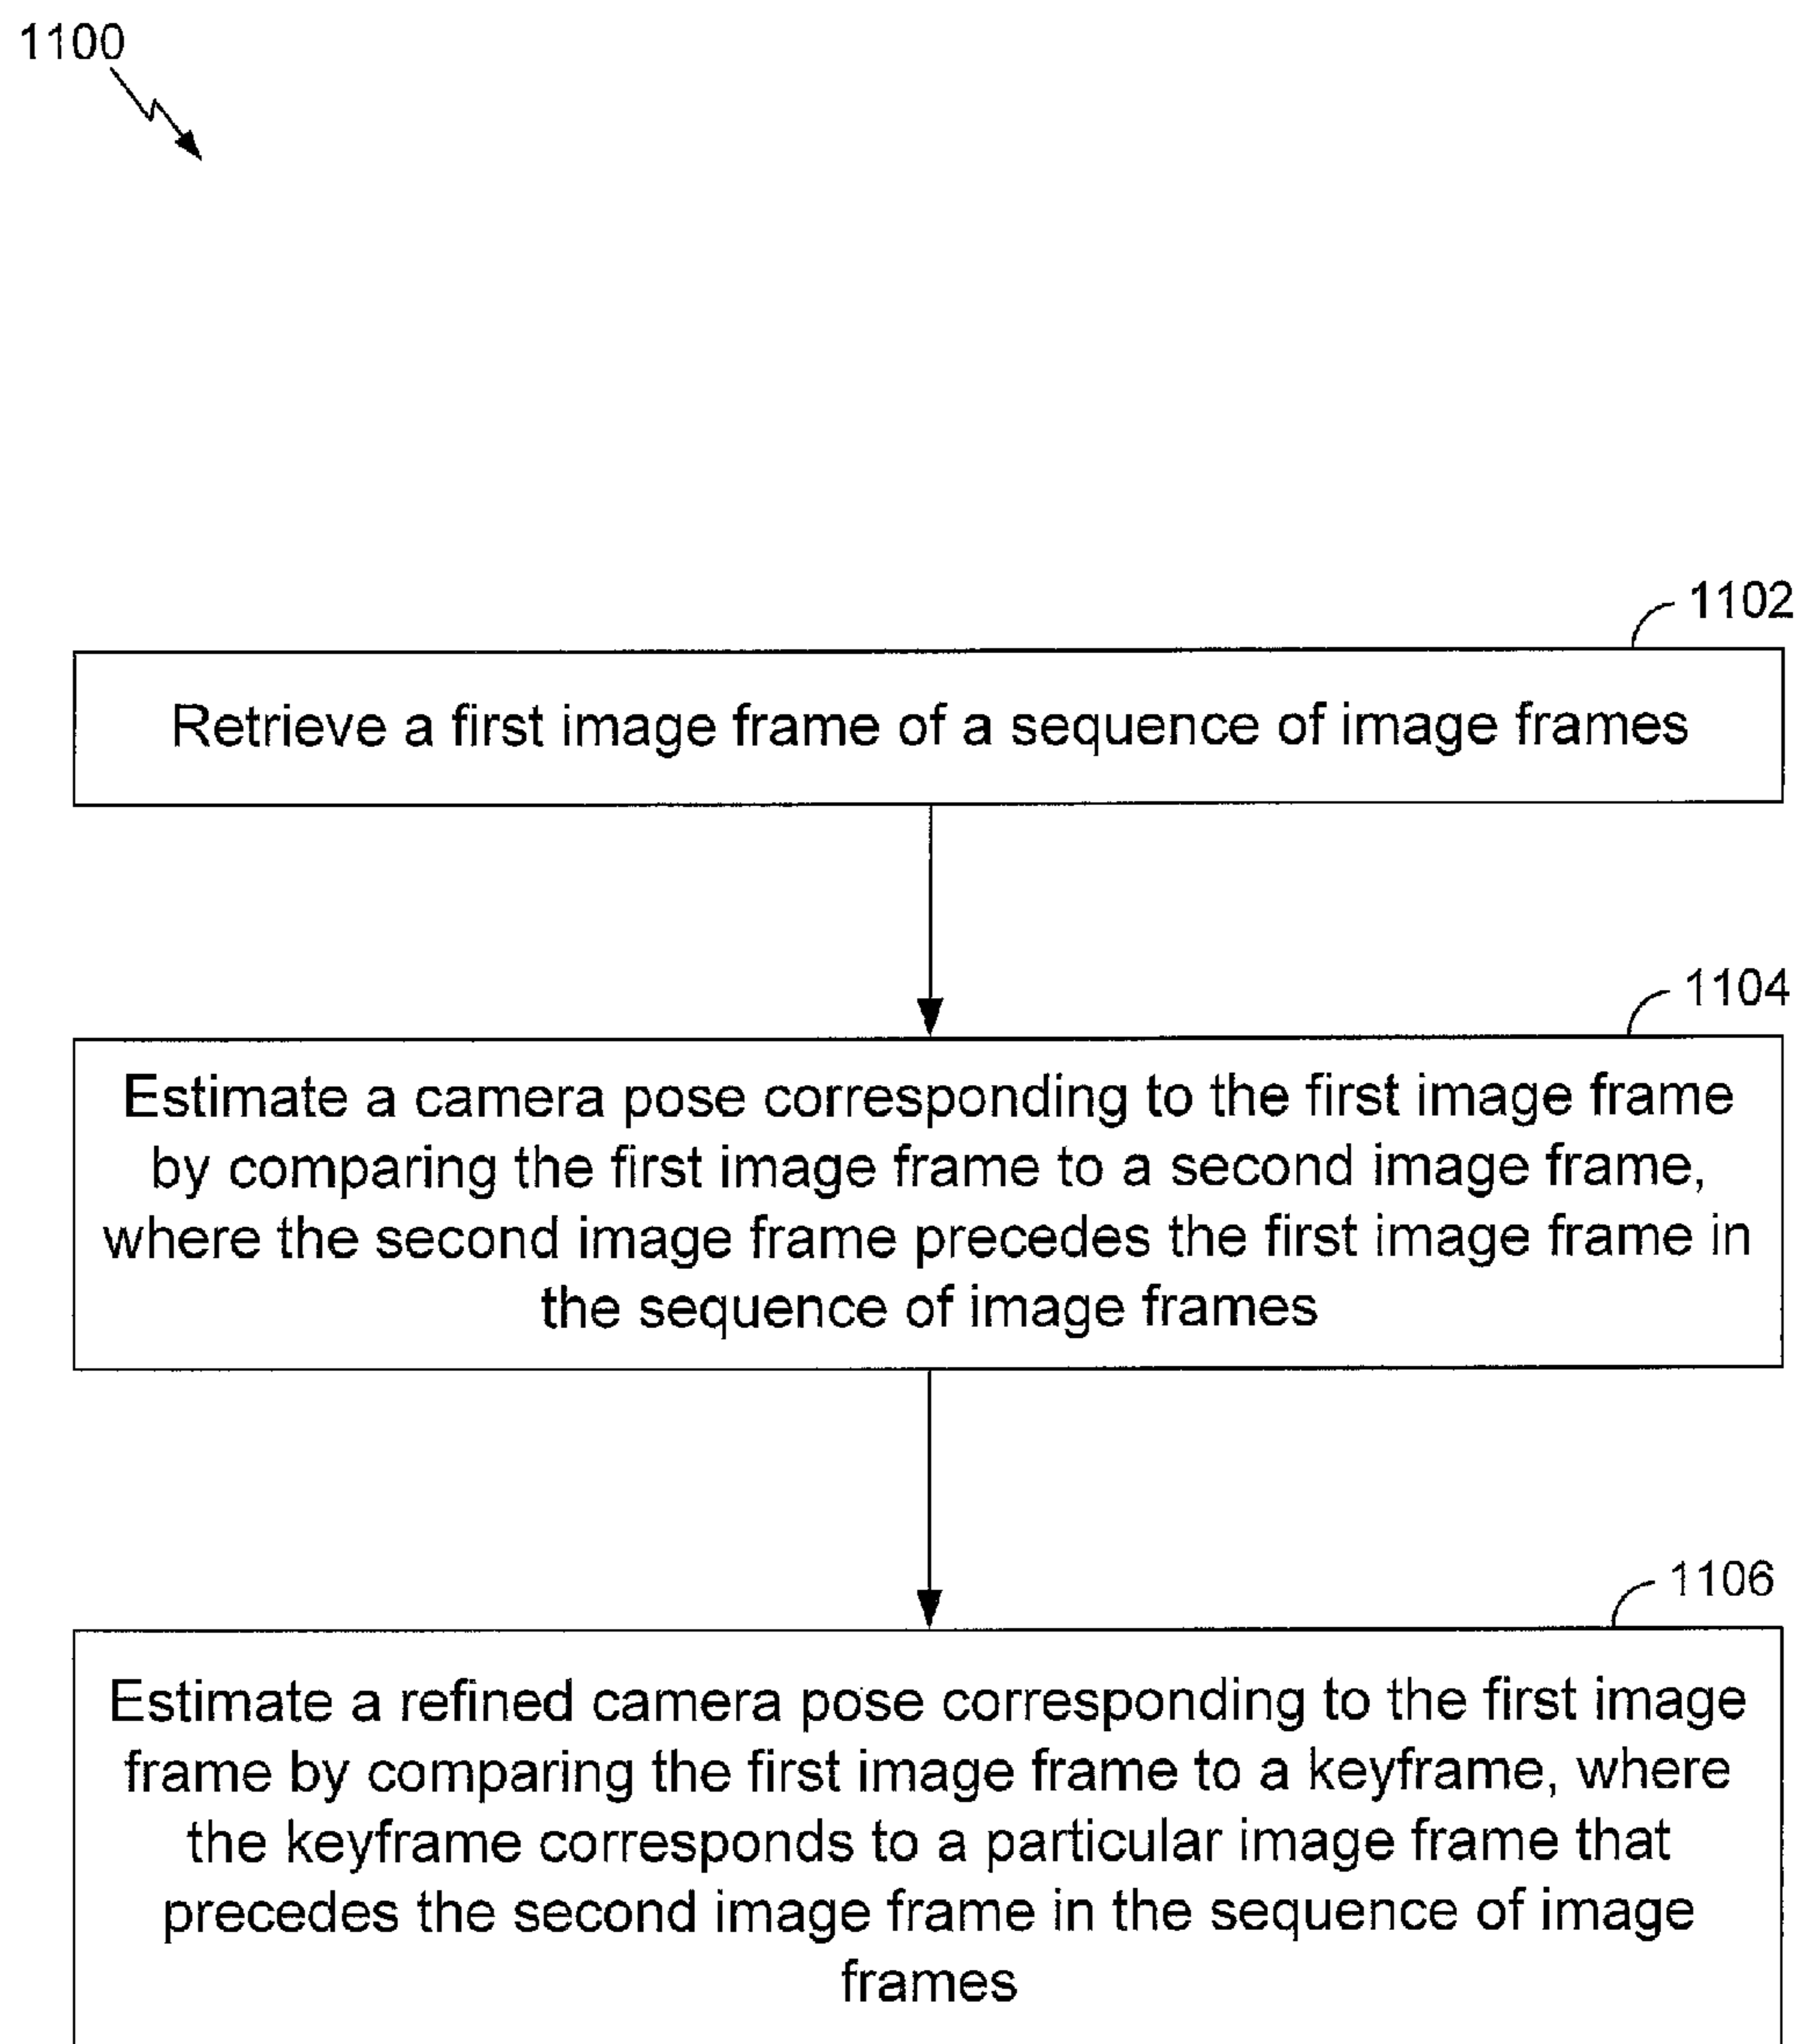 1100
1102
Retrieve a first image frame of a sequence of image frames
1104
Estimate a camera pose corresponding to the first image frame
by comparing the first image frame to a second image frame,
where the second image frame precedes the first image frame in
the sequence of image frames
1106
Estimate a refined camera pose corresponding to the first image
frame by comparing the first image frame to a keyframe, where
the keyframe corresponds to a particular image frame that
precedes the second image frame in the sequence of image
frames